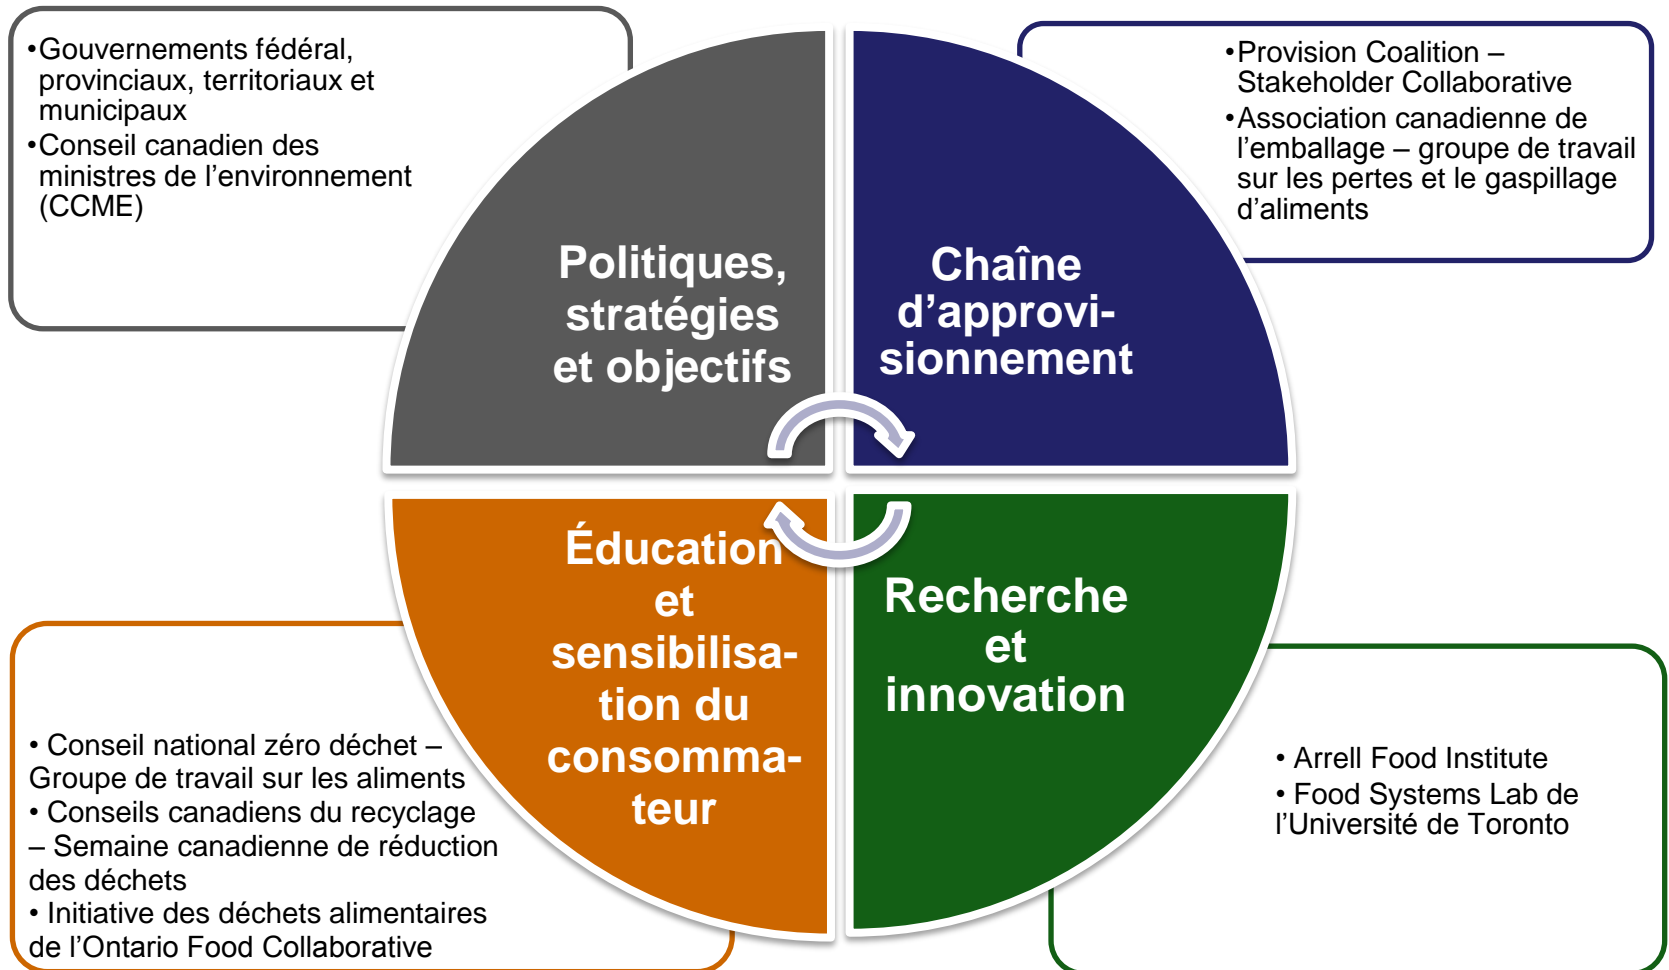 •Gouvernements fédéral,
provinciaux, territoriaux et
municipaux
•Conseil canadien des
ministres de l’environnement
(CCME)
Politiques,
stratégies
et objectifs
•Provision Coalition –
Stakeholder Collaborative
•Association canadienne de
l’emballage – groupe de travail
sur les pertes et le gaspillage
d’aliments
Chaîne
d’approvi-
sionnement
Éducation
et
sensibilisa-
tion du
consomma-
teur
• Conseil national zéro déchet –
Groupe de travail sur les aliments
• Conseils canadiens du recyclage
– Semaine canadienne de réduction
des déchets
• Initiative des déchets alimentaires
de l’Ontario Food Collaborative
Recherche
et
innovation
• Arrell Food Institute
• Food Systems Lab de
l’Université de Toronto